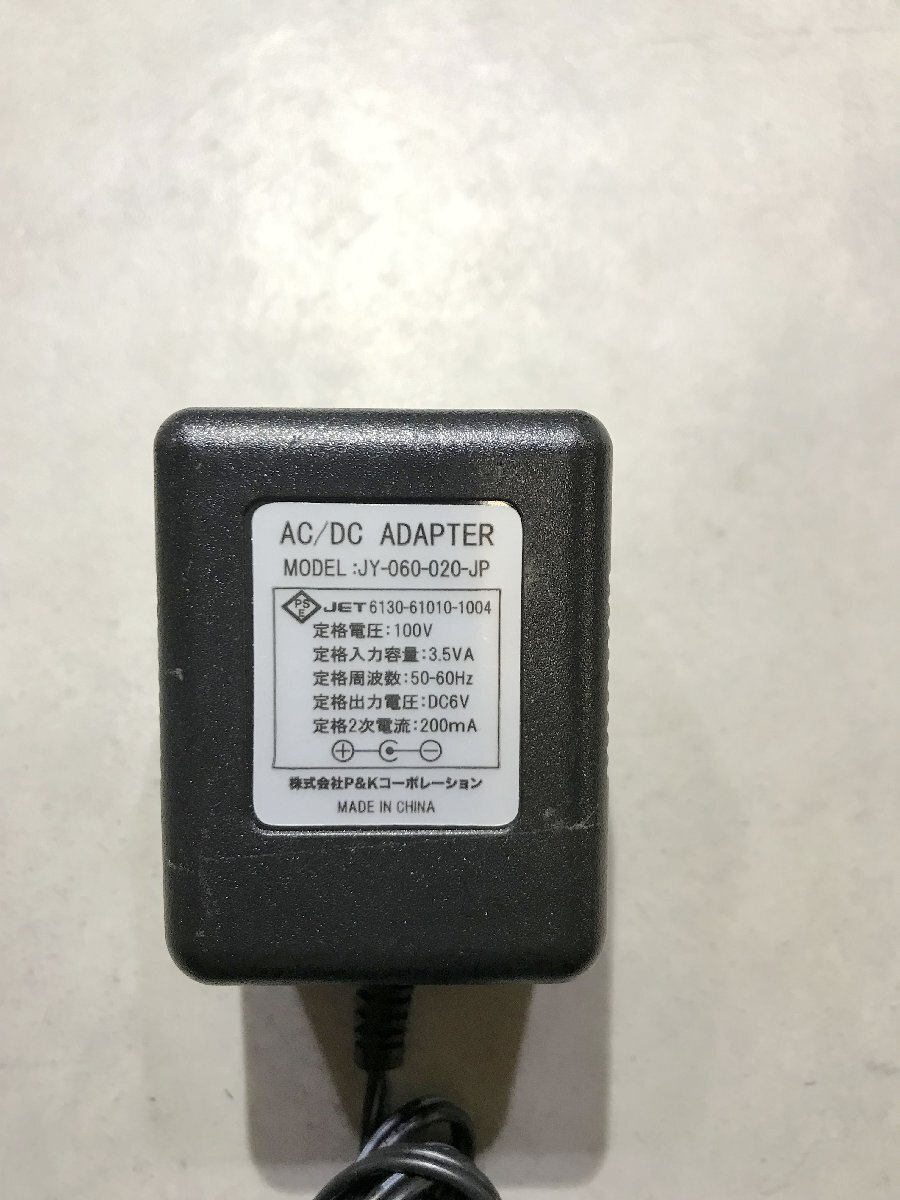 AC/DC ADAPTER
MODEL:JY-060-020-JP
PSE JET 6130-61010-1004
定格電圧:100V
定格入力容量:3.5VA
定格周波数:50-60Hz
定格出力電圧:DC6V
定格2次電流:200mA
株式会社P&Kコーポレーション
MADE IN CHINA